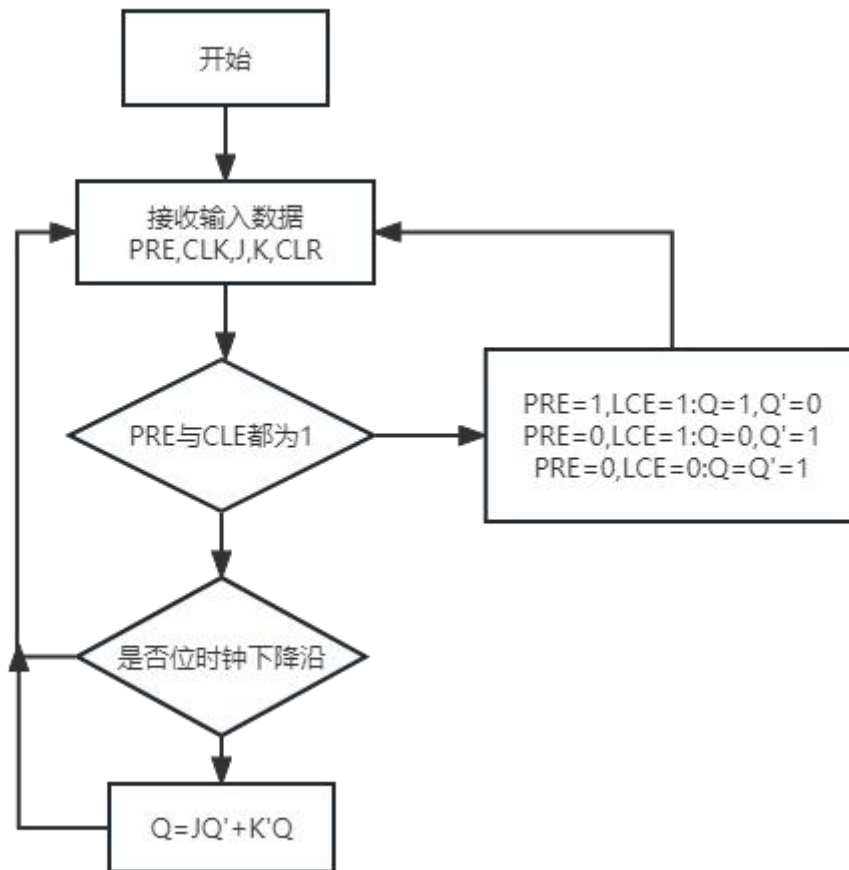 开始
接收输入数据
PRE,CLK,J,K,CLR
PRE与CLE都为1
PRE=1,LCE=1:Q=1,Q'=0
PRE=0,LCE=1:Q=0,Q'=1
PRE=0,LCE=0:Q=Q'=1
是否位时钟下降沿
Q=JQ'+K'Q